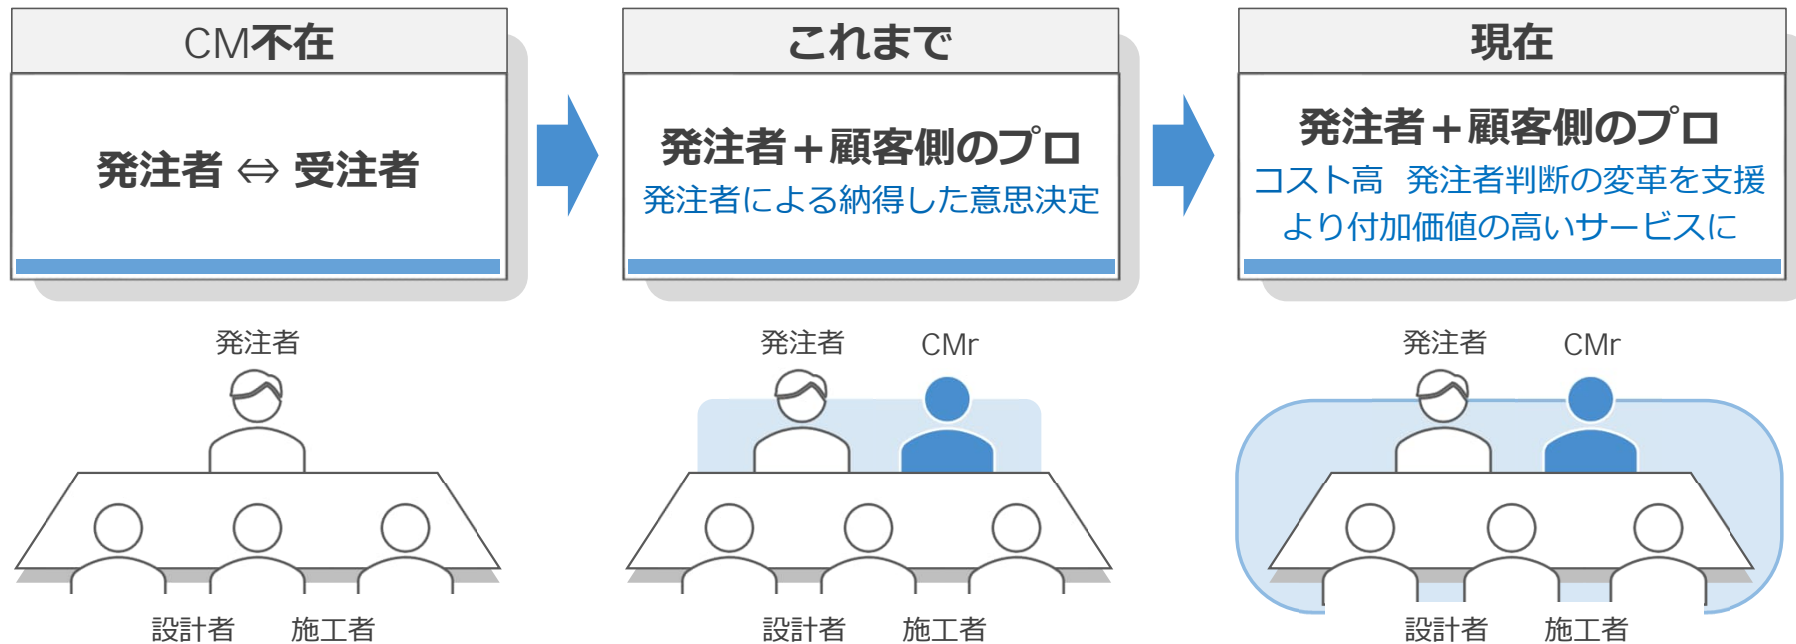 CM不在
発注者 ⇔ 受注者
発注者
設計者 施工者
これまで
発注者+顧客側のプロ
発注者による納得した意思決定
発注者 CMr
設計者 施工者
現在
発注者+顧客側のプロ
コスト高 発注者判断の変革を支援
より付加価値の高いサービスに
発注者 CMr
設計者 施工者